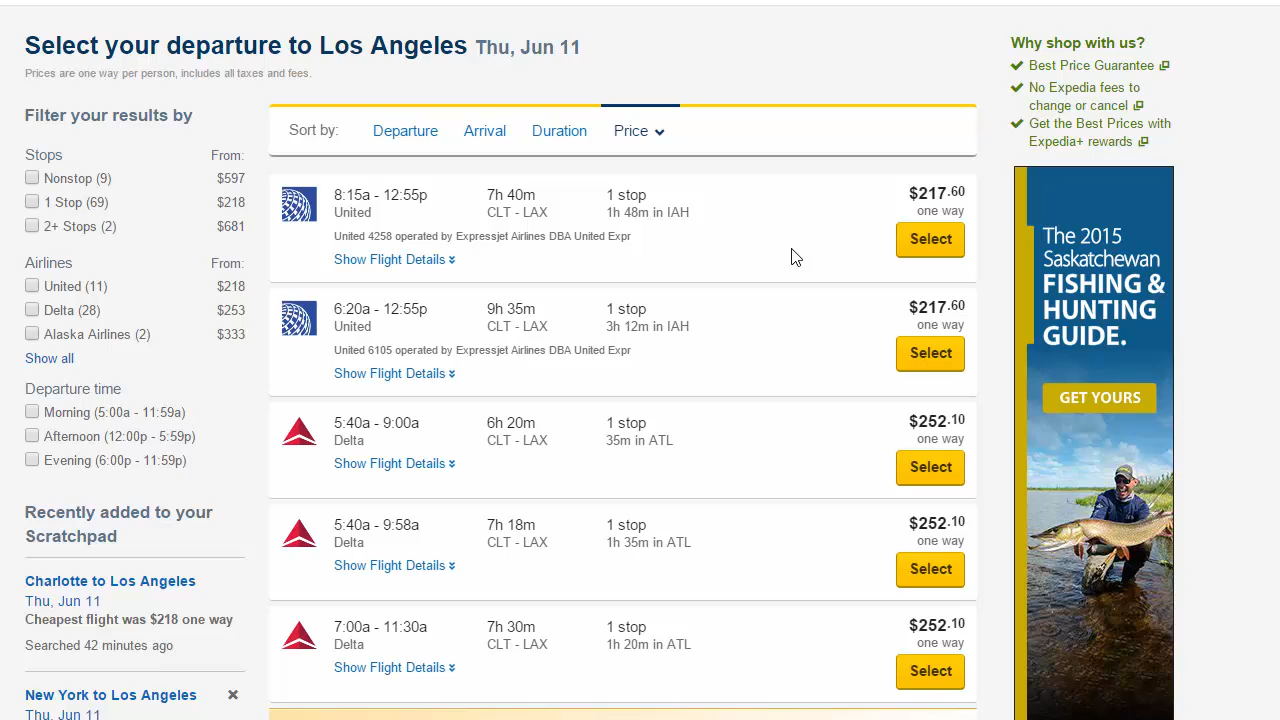 Select your departure to Los Angeles Thu, Jun 11
Prices are one way per person, includes all taxes and fees.
Filter your results by
Stops From:
Nonstop (9) $597
1 Stop (69) $218
2+ Stops (2) $681
Airlines From:
United (11) $218
Delta (28) $253
Alaska Airlines (2) $333
Show all
Departure time
Morning (5:00a - 11:59a)
Afternoon (12:00p - 5:59p)
Evening (6:00p - 11:59p)
Recently added to your
Scratchpad
Charlotte to Los Angeles
Thu, Jun 11
Cheapest flight was $218 one way
Searched 42 minutes ago
New York to Los Angeles
Thu, Jun 11
Sort by: Departure Arrival Duration Price
8:15a - 12:55p 7h 40m 1 stop $217.60
United CLT - LAX 1h 48m in IAH one way
United 4258 operated by Expressjet Airlines DBA United Expr
Select
Show Flight Details
6:20a - 12:55p 9h 35m 1 stop $217.60
United CLT - LAX 3h 12m in IAH one way
United 6105 operated by Expressjet Airlines DBA United Expr
Select
Show Flight Details
5:40a - 9:00a 6h 20m 1 stop $252.10
Delta CLT - LAX 35m in ATL one way
Show Flight Details Select
5:40a - 9:58a 7h 18m 1 stop $252.10
Delta CLT - LAX 1h 35m in ATL one way
Show Flight Details Select
7:00a - 11:30a 7h 30m 1 stop $252.10
Delta CLT - LAX 1h 20m in ATL one way
Show Flight Details Select
Why shop with us?
Best Price Guarantee
No Expedia fees to
change or cancel
Get the Best Prices with
Expedia+ rewards
The 2015
Saskatchewan
FISHING &
HUNTING
GUIDE.
GET YOURS